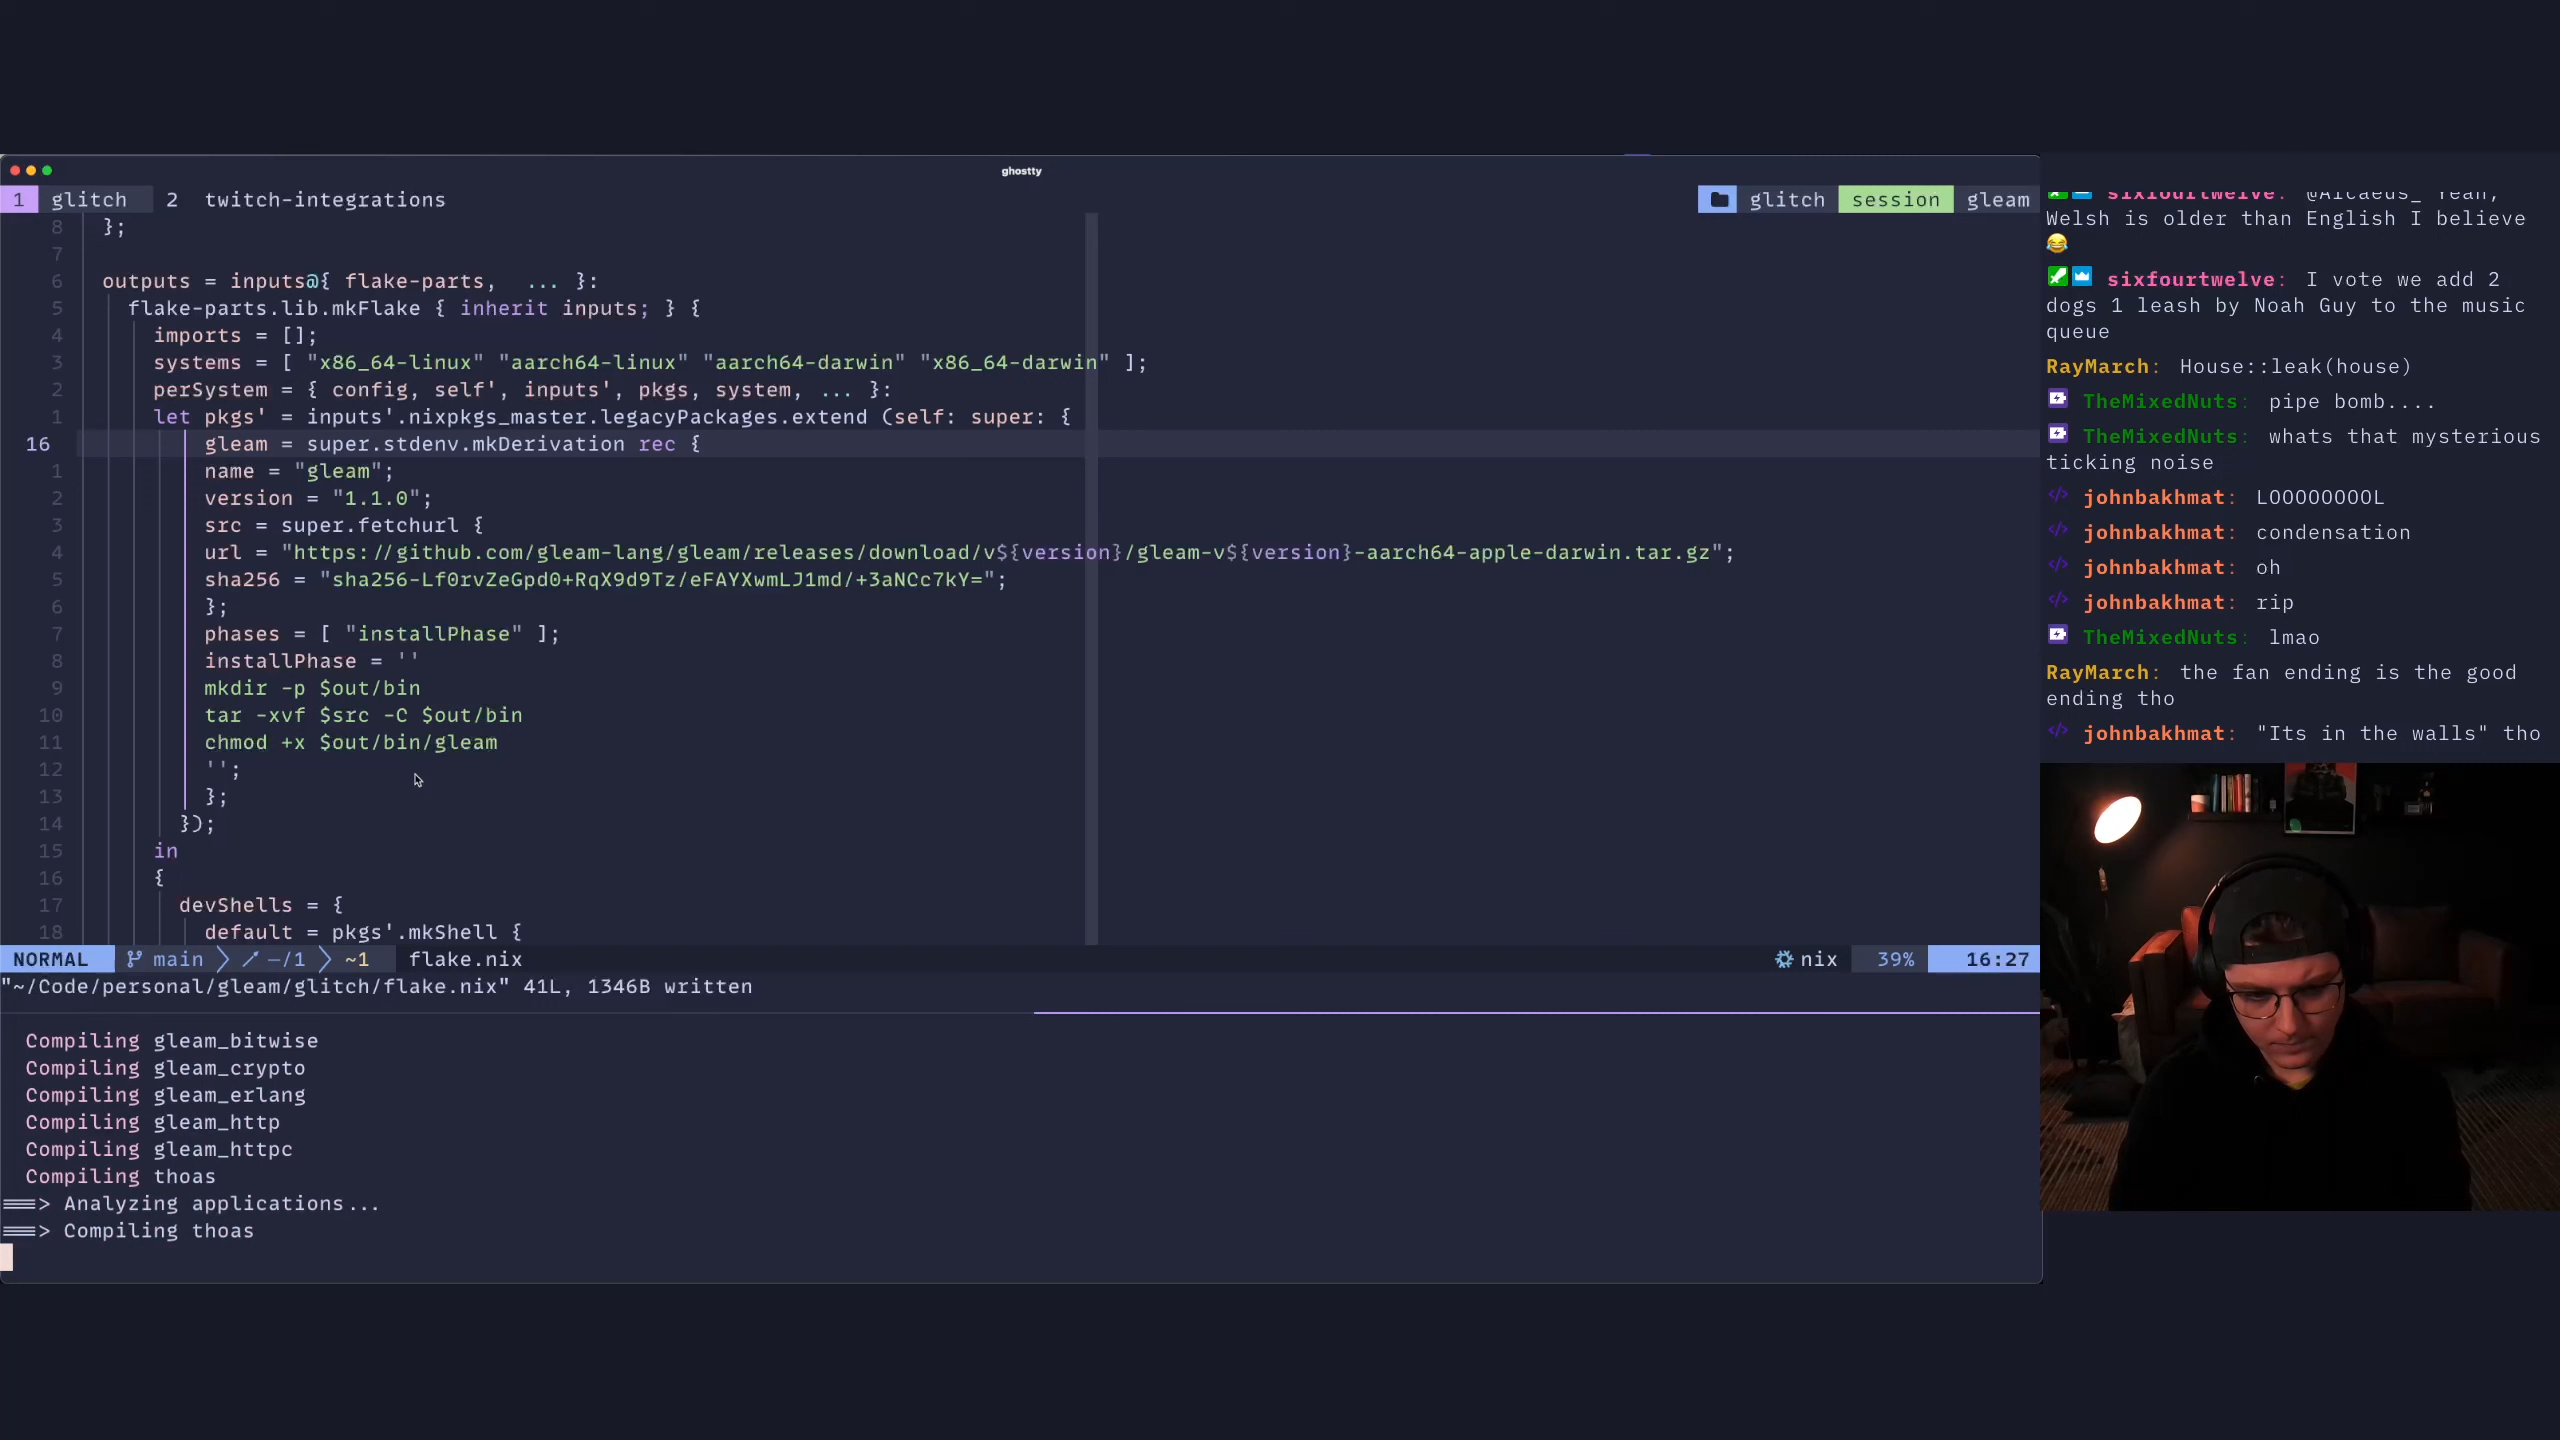 ghostty
1 glitch 2 twitch-integrations
glitch session gleam
8 };
7
6 outputs = inputs@{ flake-parts, ... }:
5 flake-parts.lib.mkFlake { inherit inputs; } {
4 imports = [];
3 systems = [ "x86_64-linux" "aarch64-linux" "aarch64-darwin" "x86_64-darwin" ];
2 perSystem = { config, self', inputs', pkgs, system, ... }:
1 let pkgs' = inputs'.nixpkgs_master.legacyPackages.extend (self: super: {
16 gleam = super.stdenv.mkDerivation rec {
1 name = "gleam";
2 version = "1.1.0";
3 src = super.fetchurl {
4 url = "https://github.com/gleam-lang/gleam/releases/download/v${version}/gleam-v${version}-aarch64-apple-darwin.tar.gz";
5 sha256 = "sha256-Lf0rvZeGpd0+RqX9d9Tz/eFAYXwmLJ1md/+3aNCc7kY=";
6 };
7 phases = [ "installPhase" ];
8 installPhase = ''
9 mkdir -p $out/bin
10 tar -xvf $src -C $out/bin
11 chmod +x $out/bin/gleam
12 '';
13 };
14 });
15 in
16 {
17 devShells = {
18 default = pkgs'.mkShell {
NORMAL main –/1 ~1 flake.nix nix 39% 16:27
"~/Code/personal/gleam/glitch/flake.nix" 41L, 1346B written
Compiling gleam_bitwise
Compiling gleam_crypto
Compiling gleam_erlang
Compiling gleam_http
Compiling gleam_httpc
Compiling thoas
===> Analyzing applications...
===> Compiling thoas
sixfourtwelve: @Alcaeus_ Yeah,
Welsh is older than English I believe
😂
sixfourtwelve: I vote we add 2
dogs 1 leash by Noah Guy to the music
queue
RayMarch: House::leak(house)
TheMixedNuts: pipe bomb....
TheMixedNuts: whats that mysterious
ticking noise
johnbakhmat: LOOOOOOOOL
johnbakhmat: condensation
johnbakhmat: oh
johnbakhmat: rip
TheMixedNuts: lmao
RayMarch: the fan ending is the good
ending tho
johnbakhmat: "Its in the walls" tho